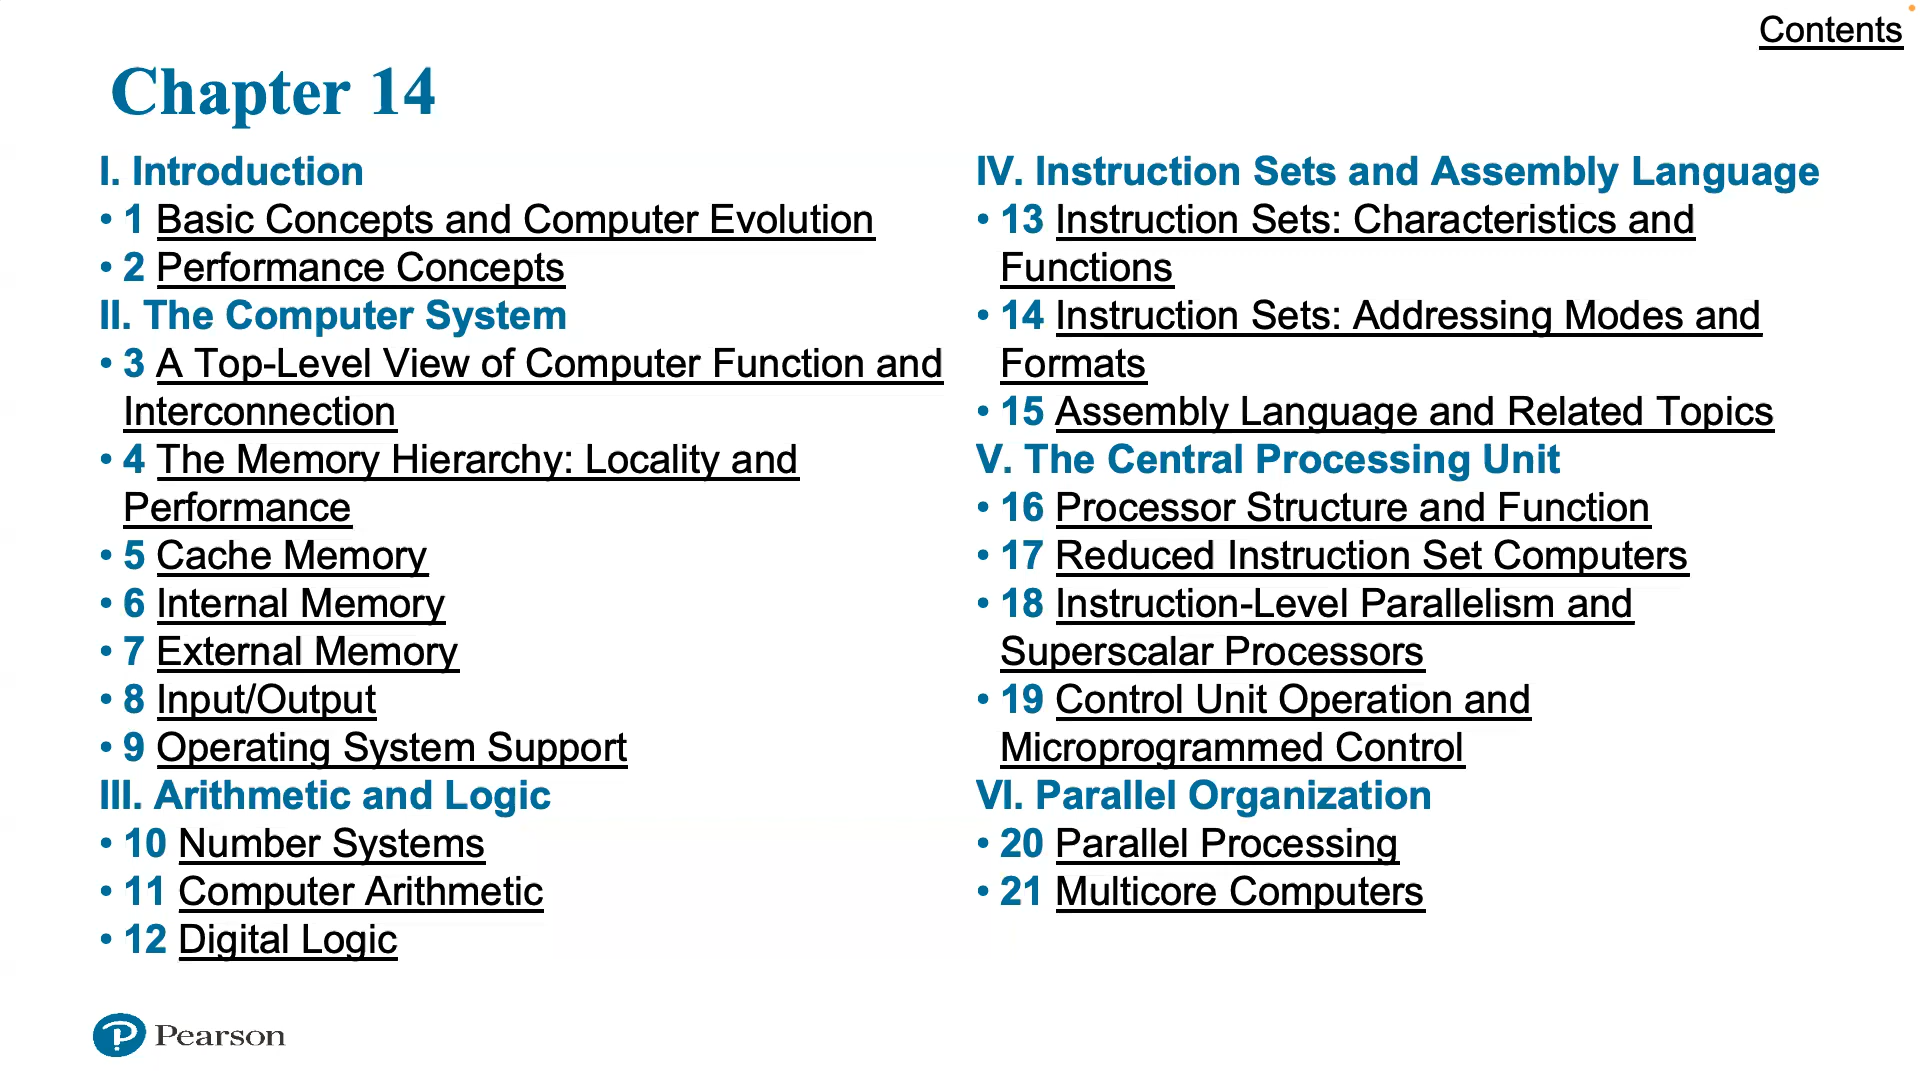 Contents
Chapter 14
I. Introduction
• 1 Basic Concepts and Computer Evolution
• 2 Performance Concepts
II. The Computer System
• 3 A Top-Level View of Computer Function and
Interconnection
• 4 The Memory Hierarchy: Locality and
Performance
• 5 Cache Memory
• 6 Internal Memory
• 7 External Memory
• 8 Input/Output
• 9 Operating System Support
III. Arithmetic and Logic
• 10 Number Systems
• 11 Computer Arithmetic
• 12 Digital Logic
IV. Instruction Sets and Assembly Language
• 13 Instruction Sets: Characteristics and
Functions
• 14 Instruction Sets: Addressing Modes and
Formats
• 15 Assembly Language and Related Topics
V. The Central Processing Unit
• 16 Processor Structure and Function
• 17 Reduced Instruction Set Computers
• 18 Instruction-Level Parallelism and
Superscalar Processors
• 19 Control Unit Operation and
Microprogrammed Control
VI. Parallel Organization
• 20 Parallel Processing
• 21 Multicore Computers
Pearson